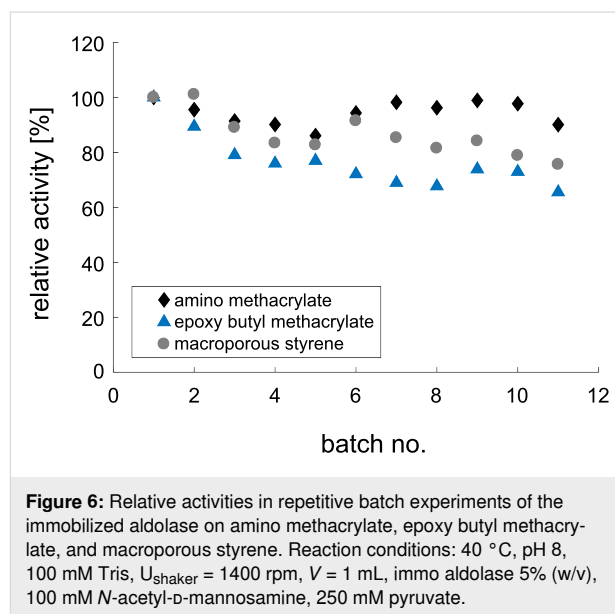 120
100
80
60
40
20
0
relative activity [%]
amino methacrylate
epoxy butyl methacrylate
macroporous styrene
0 2 4 6 8 10 12
batch no.
Figure 6: Relative activities in repetitive batch experiments of the
immobilized aldolase on amino methacrylate, epoxy butyl methacry-
late, and macroporous styrene. Reaction conditions: 40 °C, pH 8,
100 mM Tris, Ushaker = 1400 rpm, V = 1 mL, immo aldolase 5% (w/v),
100 mM N-acetyl-ᴅ-mannosamine, 250 mM pyruvate.